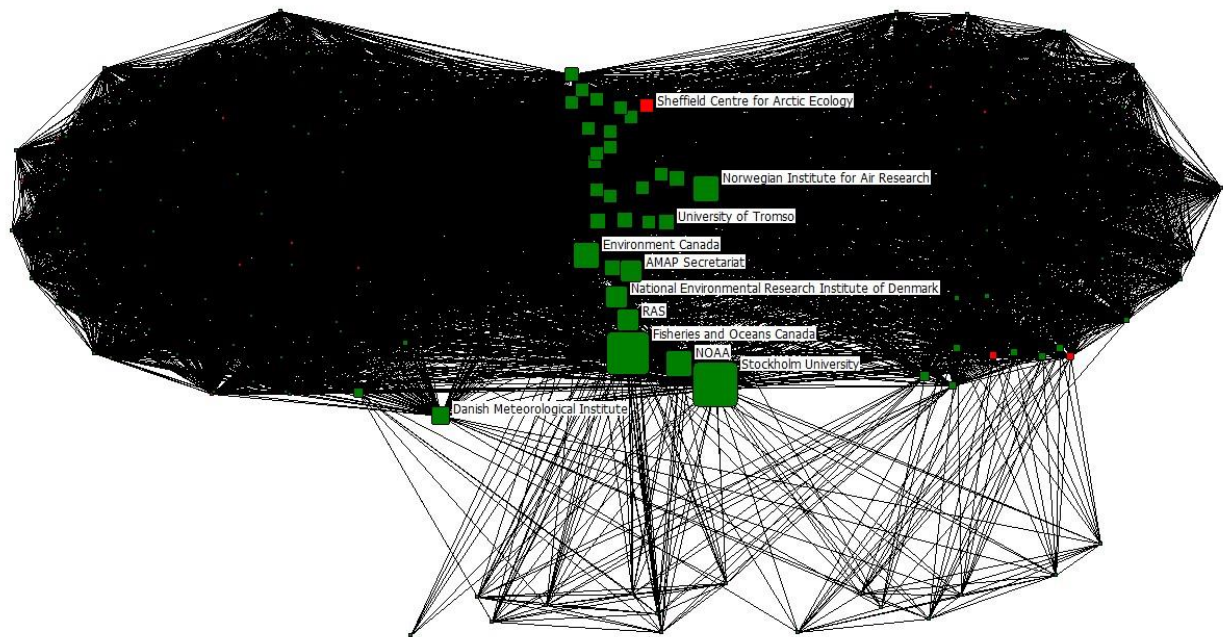 Sheffield Centre for Arctic Ecology
Norwegian Institute for Air Research
University of Tromso
Environment Canada
AMAP Secretariat
National Environmental Research Institute of Denmark
RAS
Fisheries and Oceans Canada
NOAA
Stockholm University
Danish Meteorological Institute